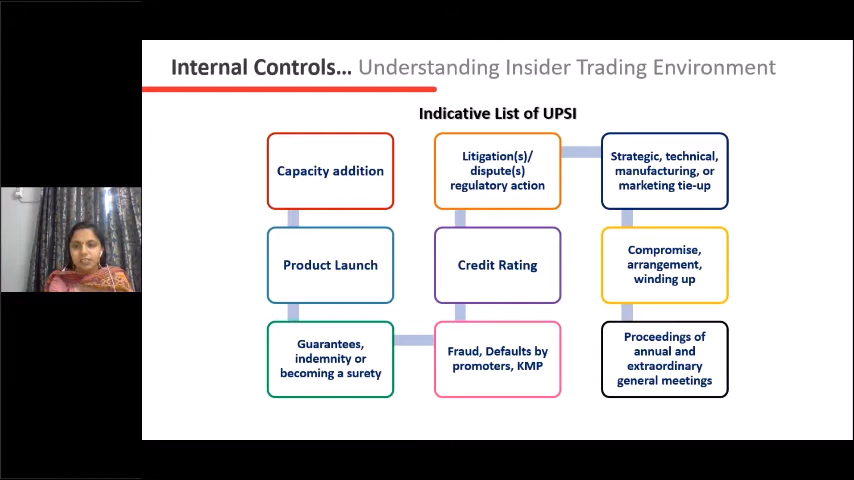 Internal Controls... Understanding Insider Trading Environment
Indicative List of UPSI
Capacity addition
Product Launch
Guarantees,
indemnity or
becoming a surety
Fraud, Defaults by
promoters, KMP
Credit Rating
Litigation(s)/
dispute(s)
regulatory action
Strategic, technical,
manufacturing, or
marketing tie-up
Compromise,
arrangement,
winding up
Proceedings of
annual and
extraordinary
general meetings